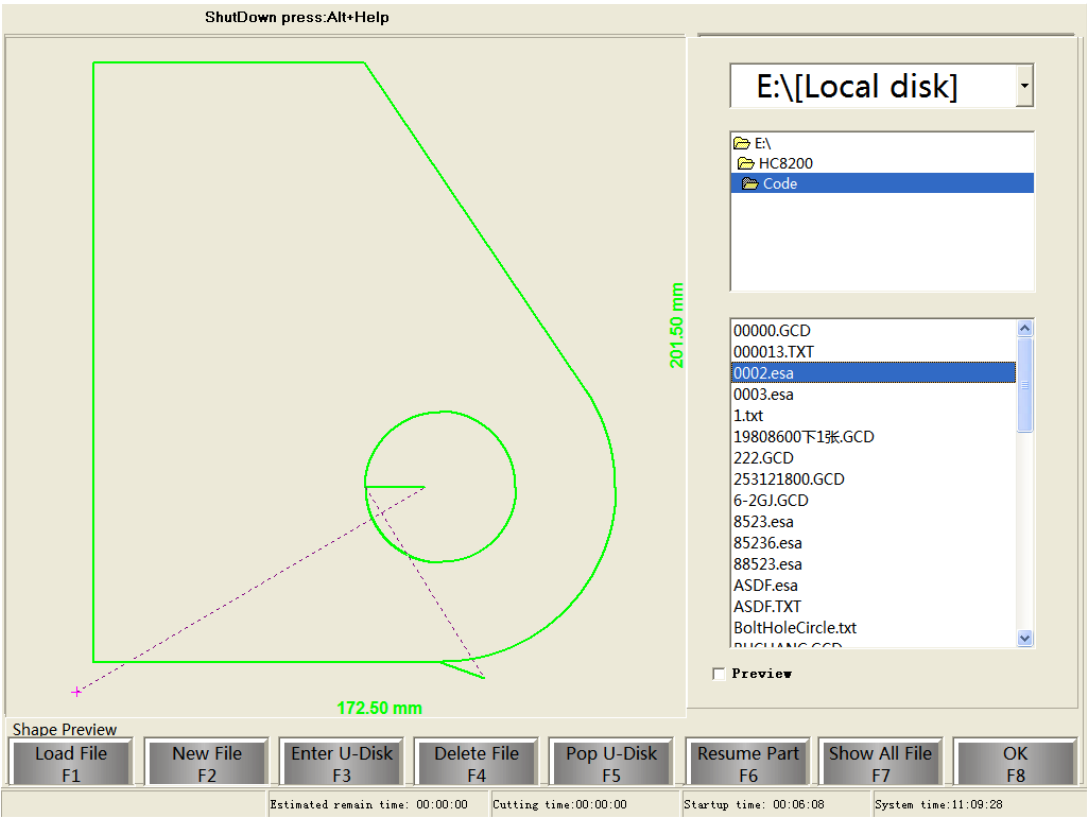 ShutDown press:Alt+Help
E:\[Local disk]
E:\
HC8200
Code
201.50 mm
00000.GCD
000013.TXT
0002.esa
0003.esa
1.txt
19808600下1张.GCD
222.GCD
253121800.GCD
6-2GJ.GCD
8523.esa
85236.esa
88523.esa
ASDF.esa
ASDF.TXT
BoltHoleCircle.txt
Preview
172.50 mm
Shape Preview
Load File
F1
New File
F2
Enter U-Disk
F3
Delete File
F4
Pop U-Disk
F5
Resume Part
F6
Show All File
F7
OK
F8
Estimated remain time: 00:00:00
Cutting time:00:00:00
Startup time: 00:06:08
System time:11:09:28